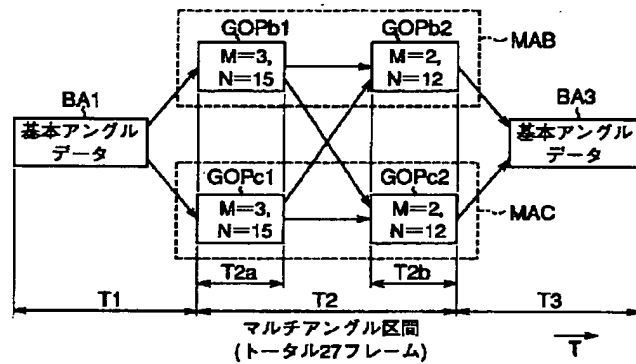 GOPb1
GOPb2
MAB
M=3,
N=15
M=2,
N=12
BA1
基本アングル
データ
BA3
基本アングル
データ
GOPc1
GOPc2
MAC
M=3,
N=15
M=2,
N=12
T2a
T2b
T1
T2
T3
マルチアングル区間
(トータル27フレーム)
T